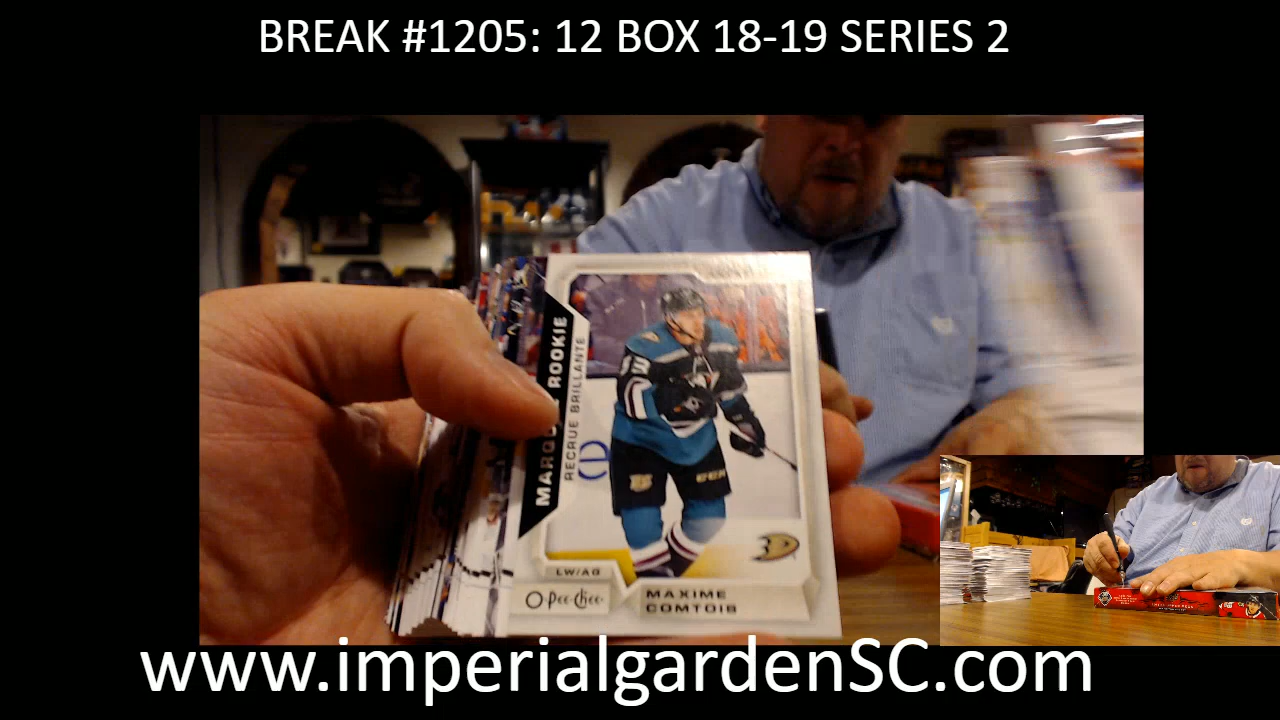 BREAK #1205: 12 BOX 18-19 SERIES 2
ROOKIE
RECRUE BRILLANTE
LW/AG
O-Pee-Chee
MAXIME
COMTOIS
www.imperialgardenSC.com